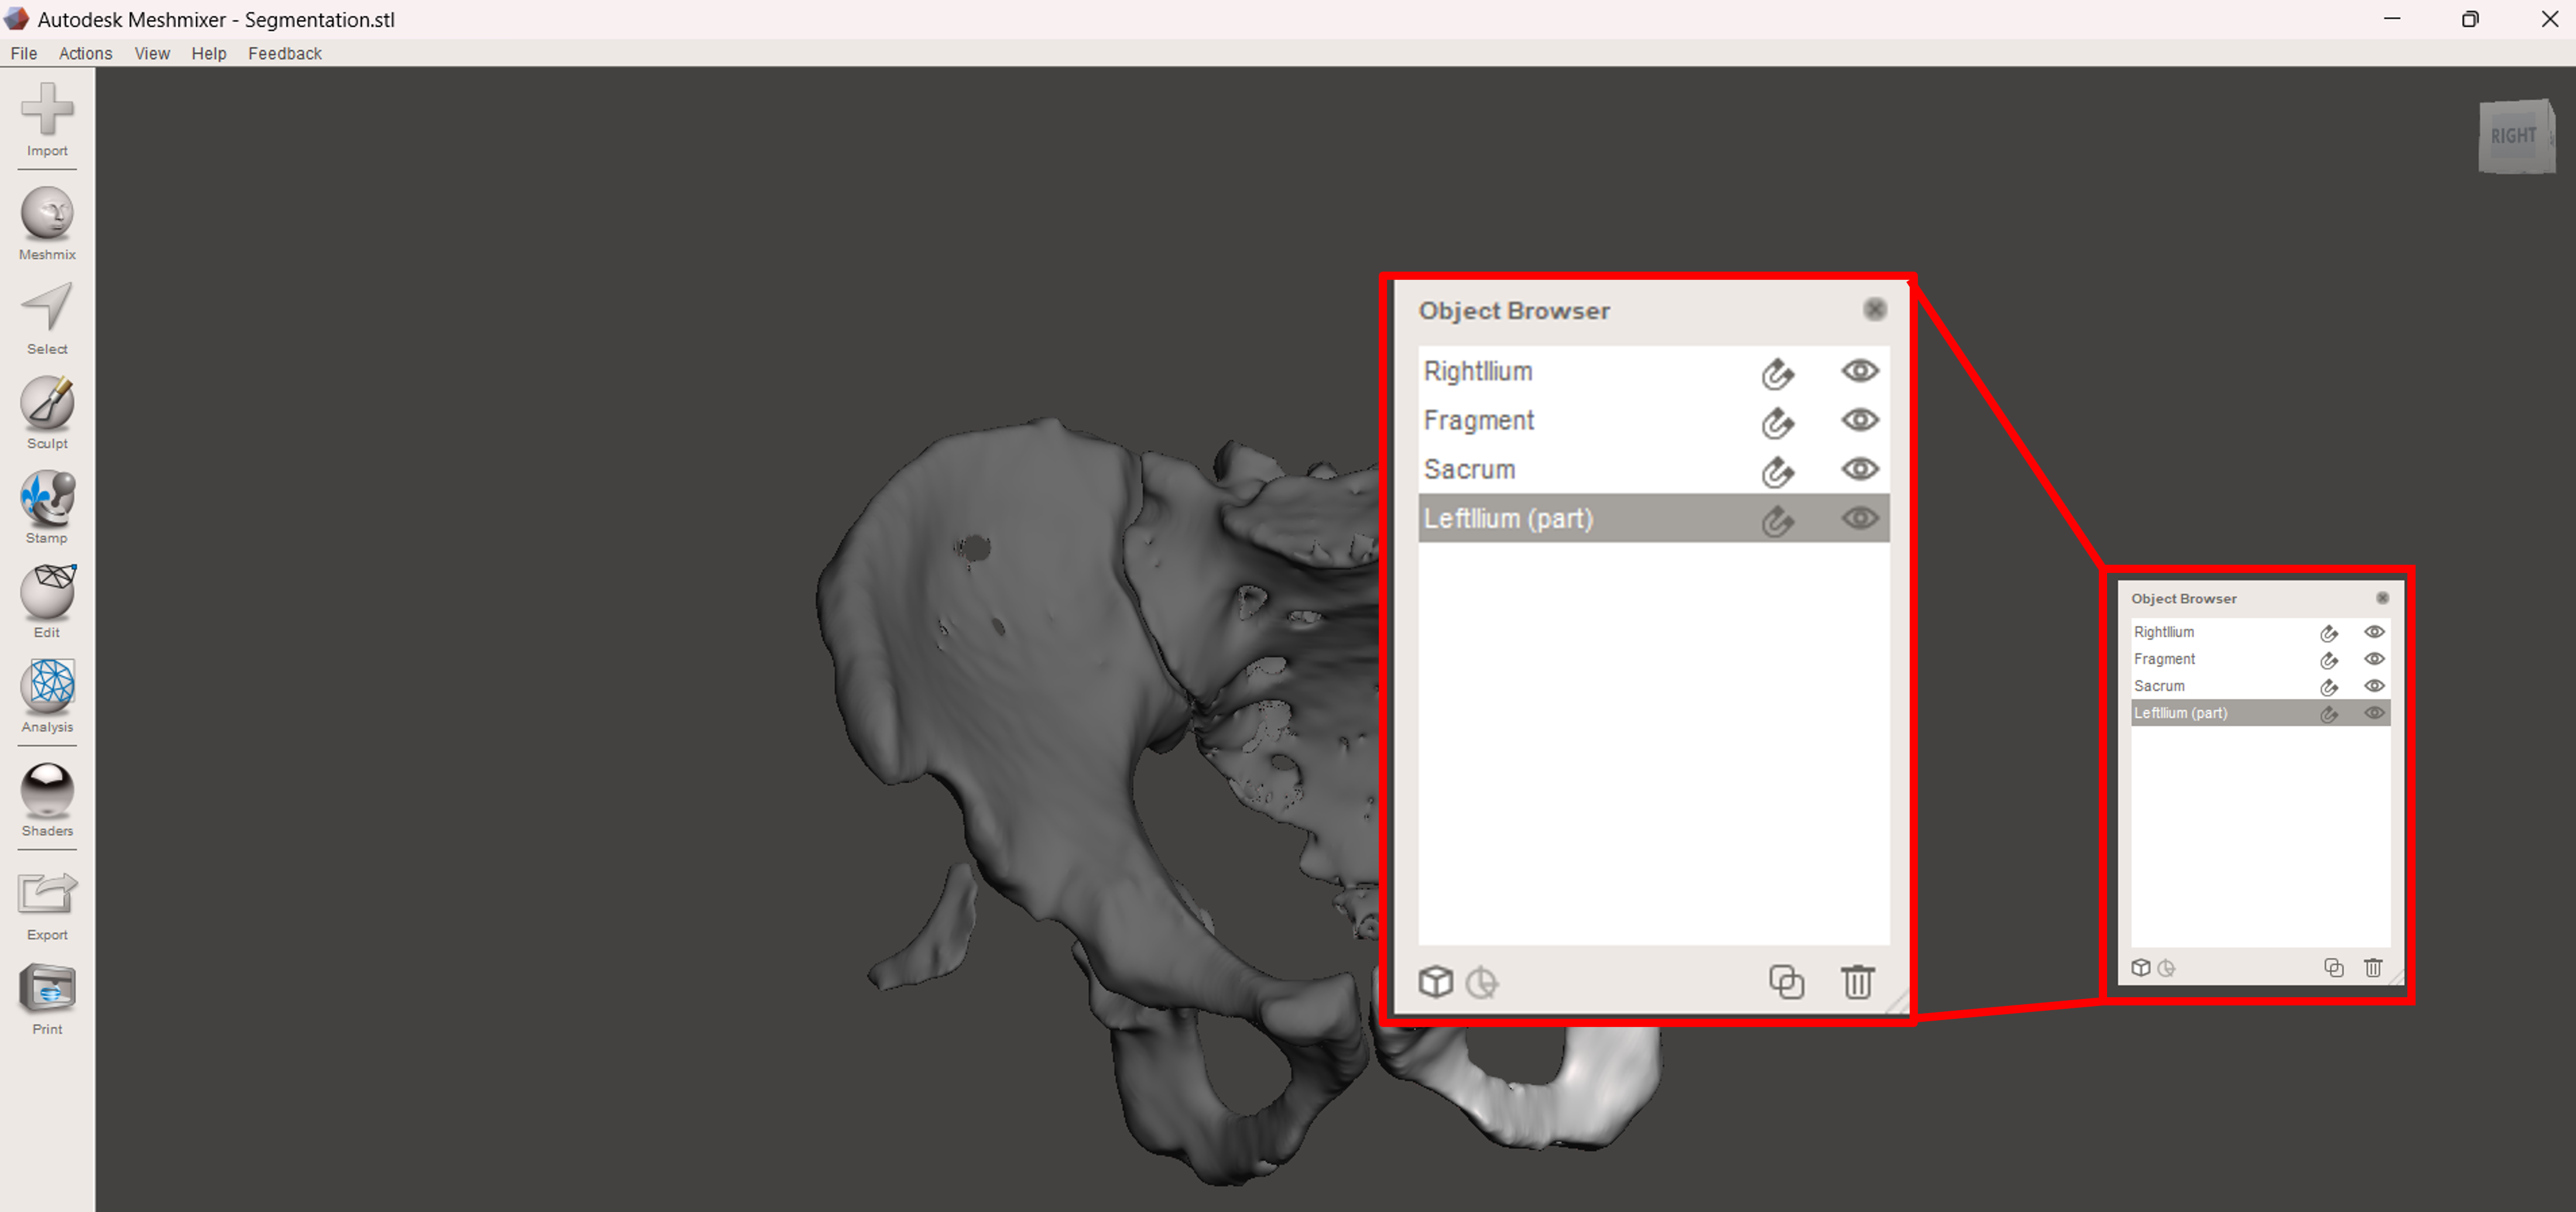 Autodesk Meshmixer - Segmentation.stl
File Actions View Help Feedback
Import
Meshmix
Select
Sculpt
Stamp
Edit
Analysis
Shaders
Export
Print
RIGHT
Object Browser
RightIlium
Fragment
Sacrum
LeftIlium (part)
Object Browser
RightIlium
Fragment
Sacrum
LeftIlium (part)